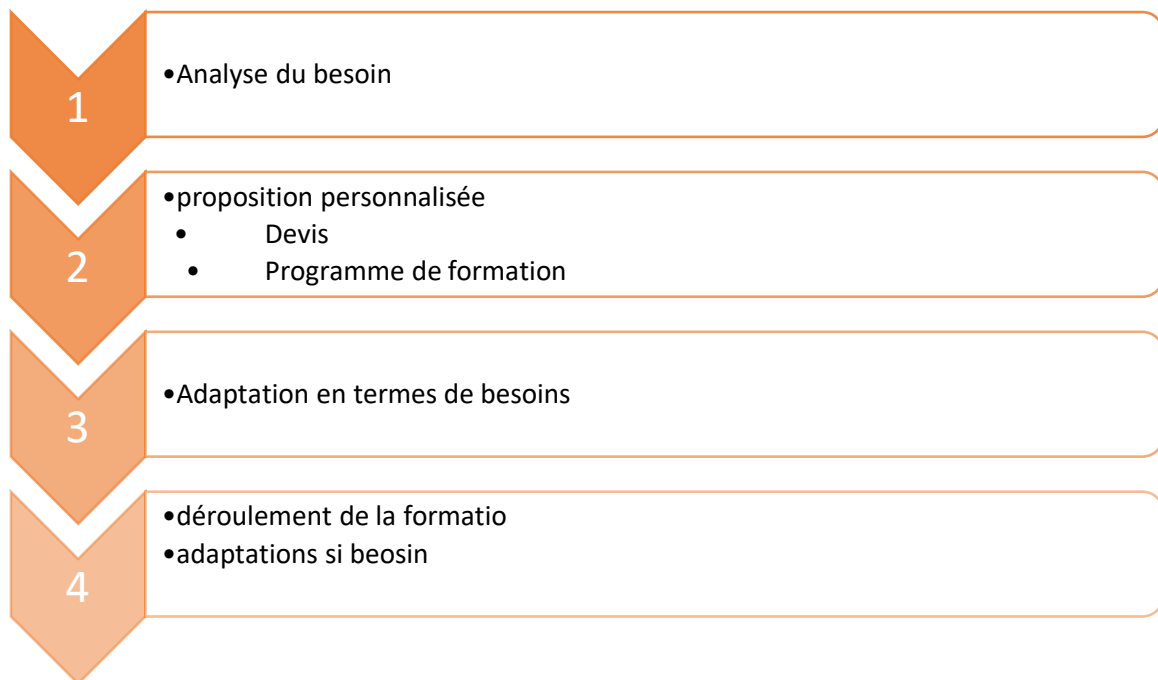 1
•Analyse du besoin
2
•proposition personnalisée
• Devis
• Programme de formation
3
•Adaptation en termes de besoins
4
•déroulement de la formatio
•adaptations si beosin